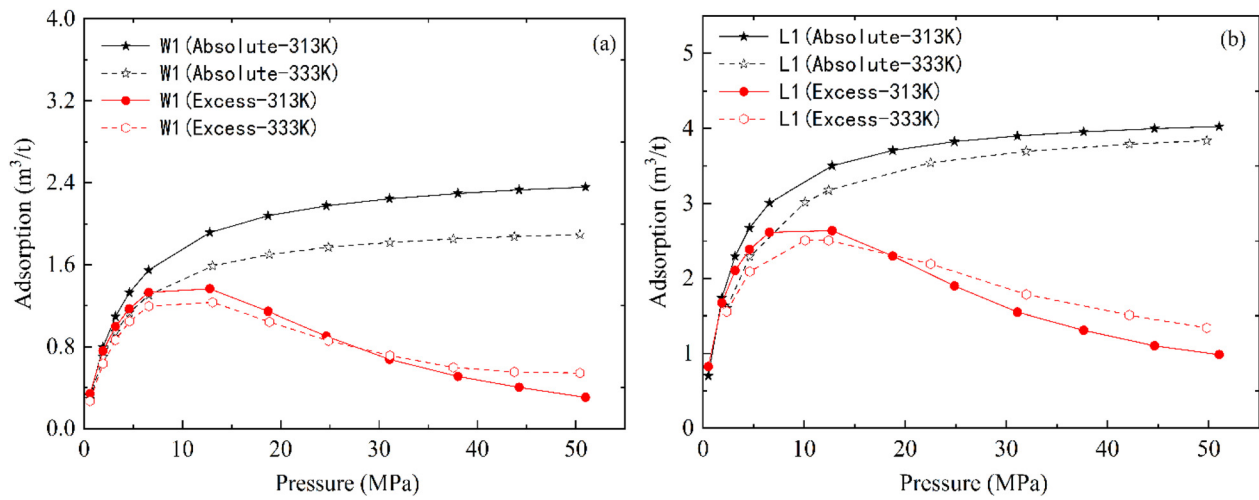 4.0
3.2
2.4
1.6
0.8
0.0
Adsorption (m³/t)
W1(Absolute-313K)
W1(Absolute-333K)
W1(Excess-313K)
W1(Excess-333K)
(a)
0 10 20 30 40 50
Pressure (MPa)
5
4
3
2
1
0
Adsorption (m³/t)
L1(Absolute-313K)
L1(Absolute-333K)
L1(Excess-313K)
L1(Excess-333K)
(b)
0 10 20 30 40 50
Pressure (MPa)